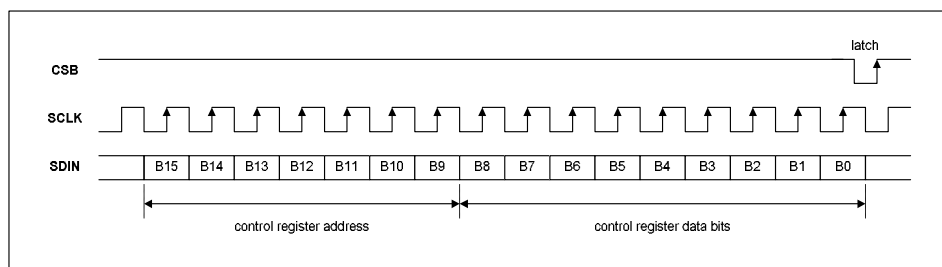 latch
CSB
SCLK
SDIN B15 B14 B13 B12 B11 B10 B9 B8 B7 B6 B5 B4 B3 B2 B1 B0
control register address control register data bits